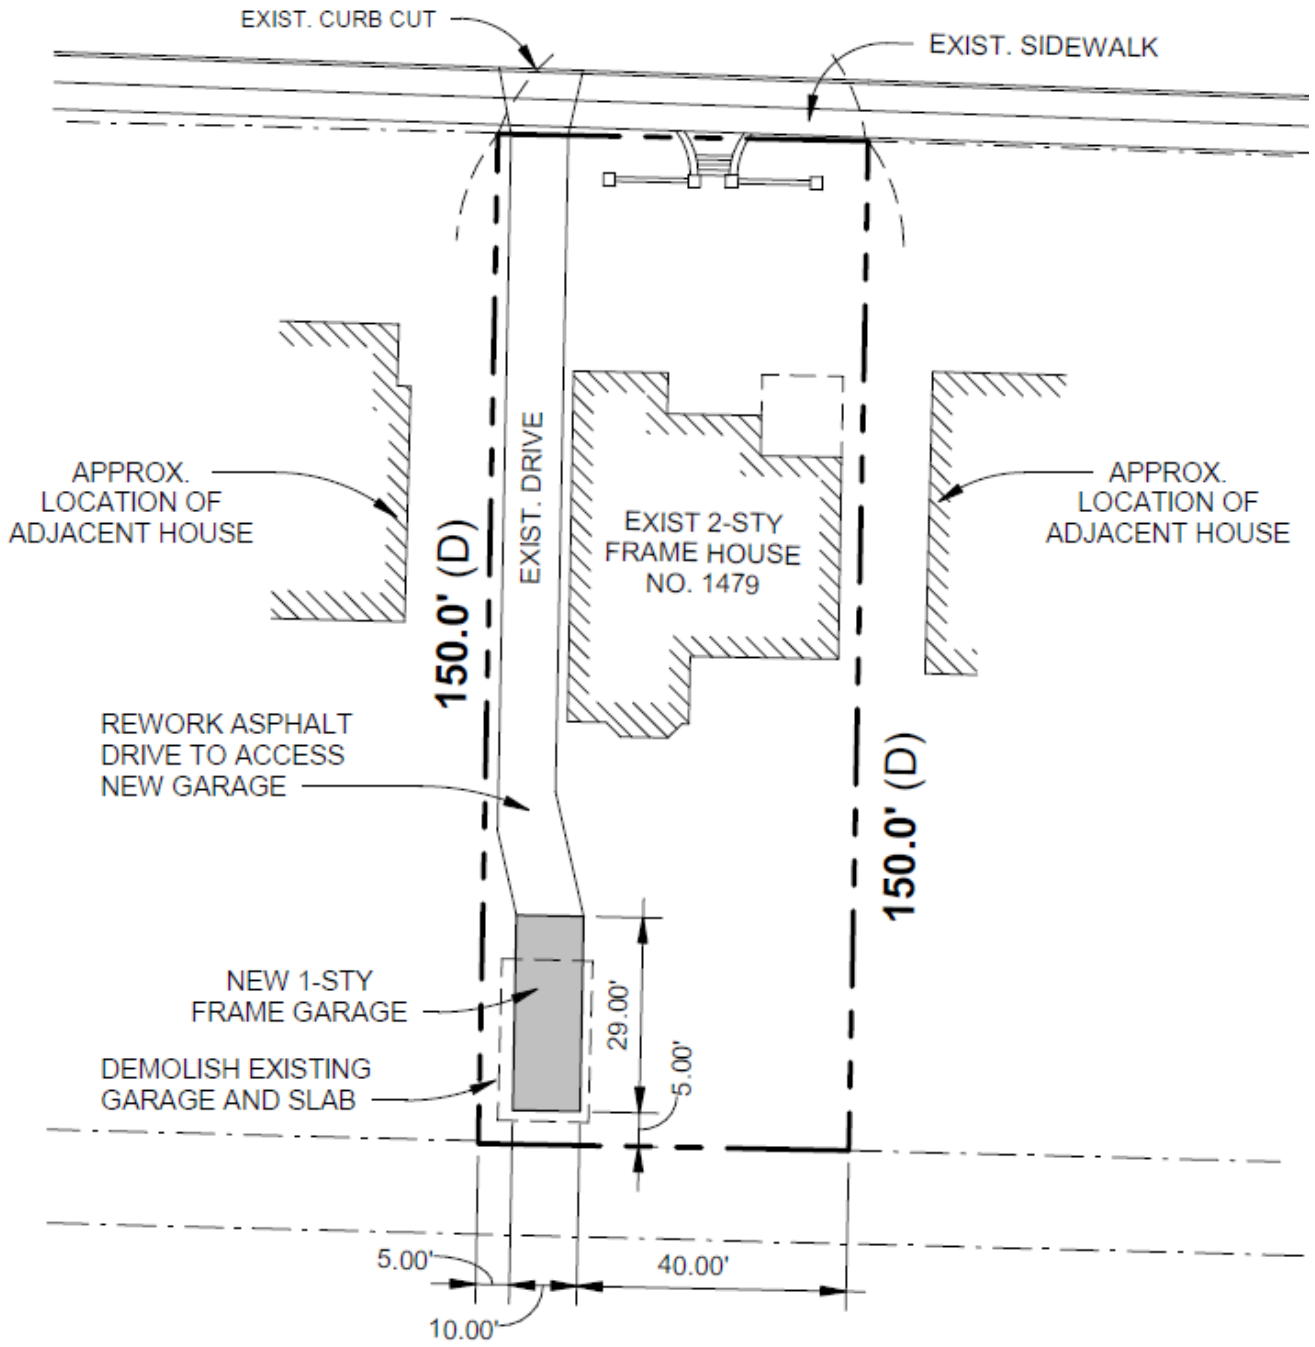 EXIST. CURB CUT
EXIST. SIDEWALK
EXIST. DRIVE
APPROX.
LOCATION OF
ADJACENT HOUSE
EXIST 2-STY
FRAME HOUSE
NO. 1479
APPROX.
LOCATION OF
ADJACENT HOUSE
150.0' (D)
REWORK ASPHALT
DRIVE TO ACCESS
NEW GARAGE
150.0' (D)
NEW 1-STY
FRAME GARAGE
29.00'
5.00'
DEMOLISH EXISTING
GARAGE AND SLAB
5.00'
40.00'
10.00'